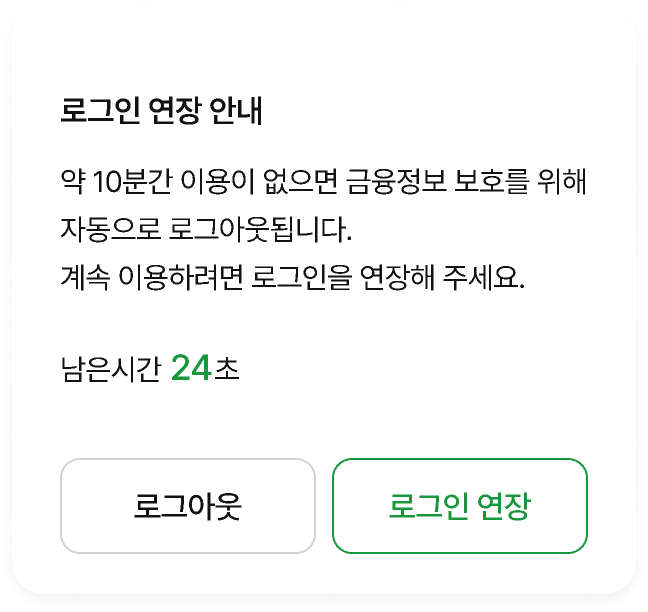 로그인 연장 안내
약 10분간 이용이 없으면 금융정보 보호를 위해
자동으로 로그아웃됩니다.
계속 이용하려면 로그인을 연장해 주세요.
남은시간 24초
로그아웃
로그인 연장